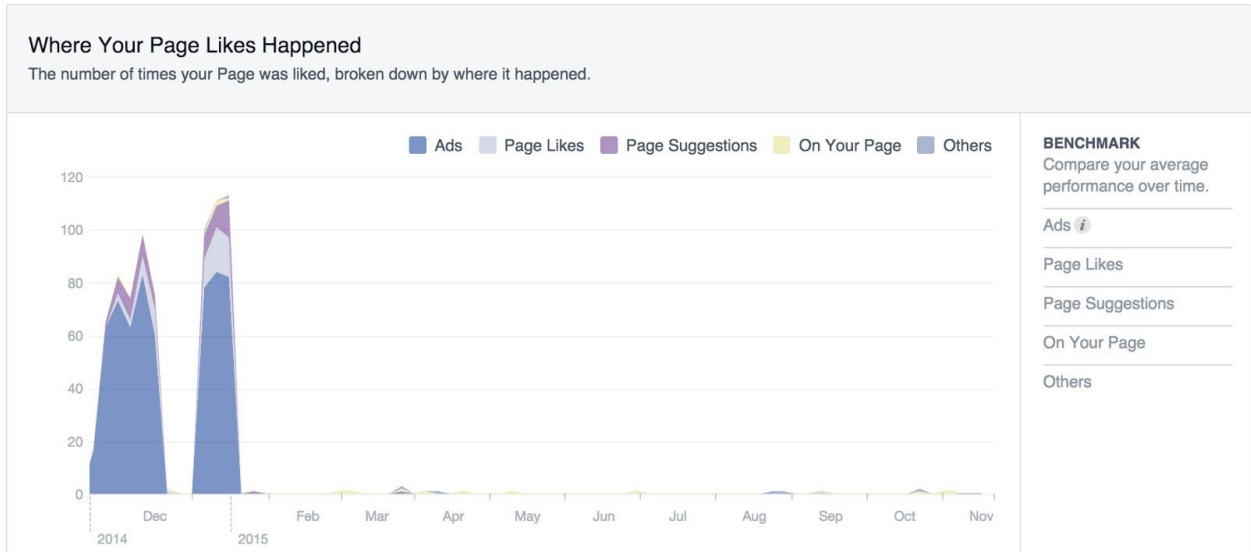 Where Your Page Likes Happened
The number of times your Page was liked, broken down by where it happened.
Ads Page Likes Page Suggestions On Your Page Others
120
100
80
60
40
20
0
Dec Feb Mar Apr May Jun Jul Aug Sep Oct Nov
2014 2015
BENCHMARK
Compare your average
performance over time.
Ads i
Page Likes
Page Suggestions
On Your Page
Others